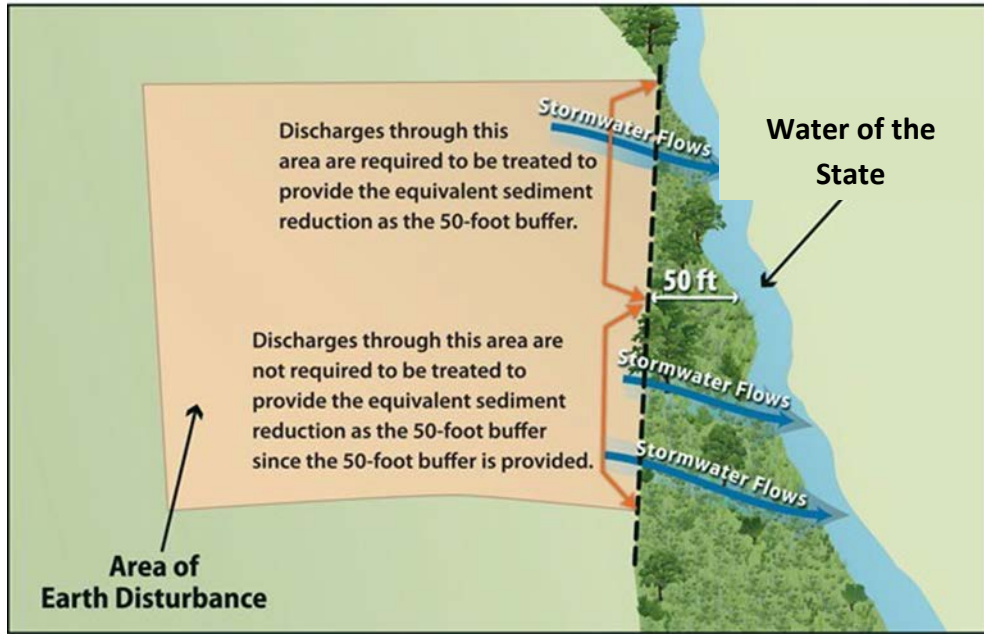 Stormwater Flows
Water of the
State
Discharges through this
area are required to be treated to
provide the equivalent sediment
reduction as the 50-foot buffer.
50 ft
Discharges through this area are
not required to be treated to
provide the equivalent sediment
reduction as the 50-foot buffer
since the 50-foot buffer is provided.
Stormwater Flows
Stormwater Flows
Area of
Earth Disturbance